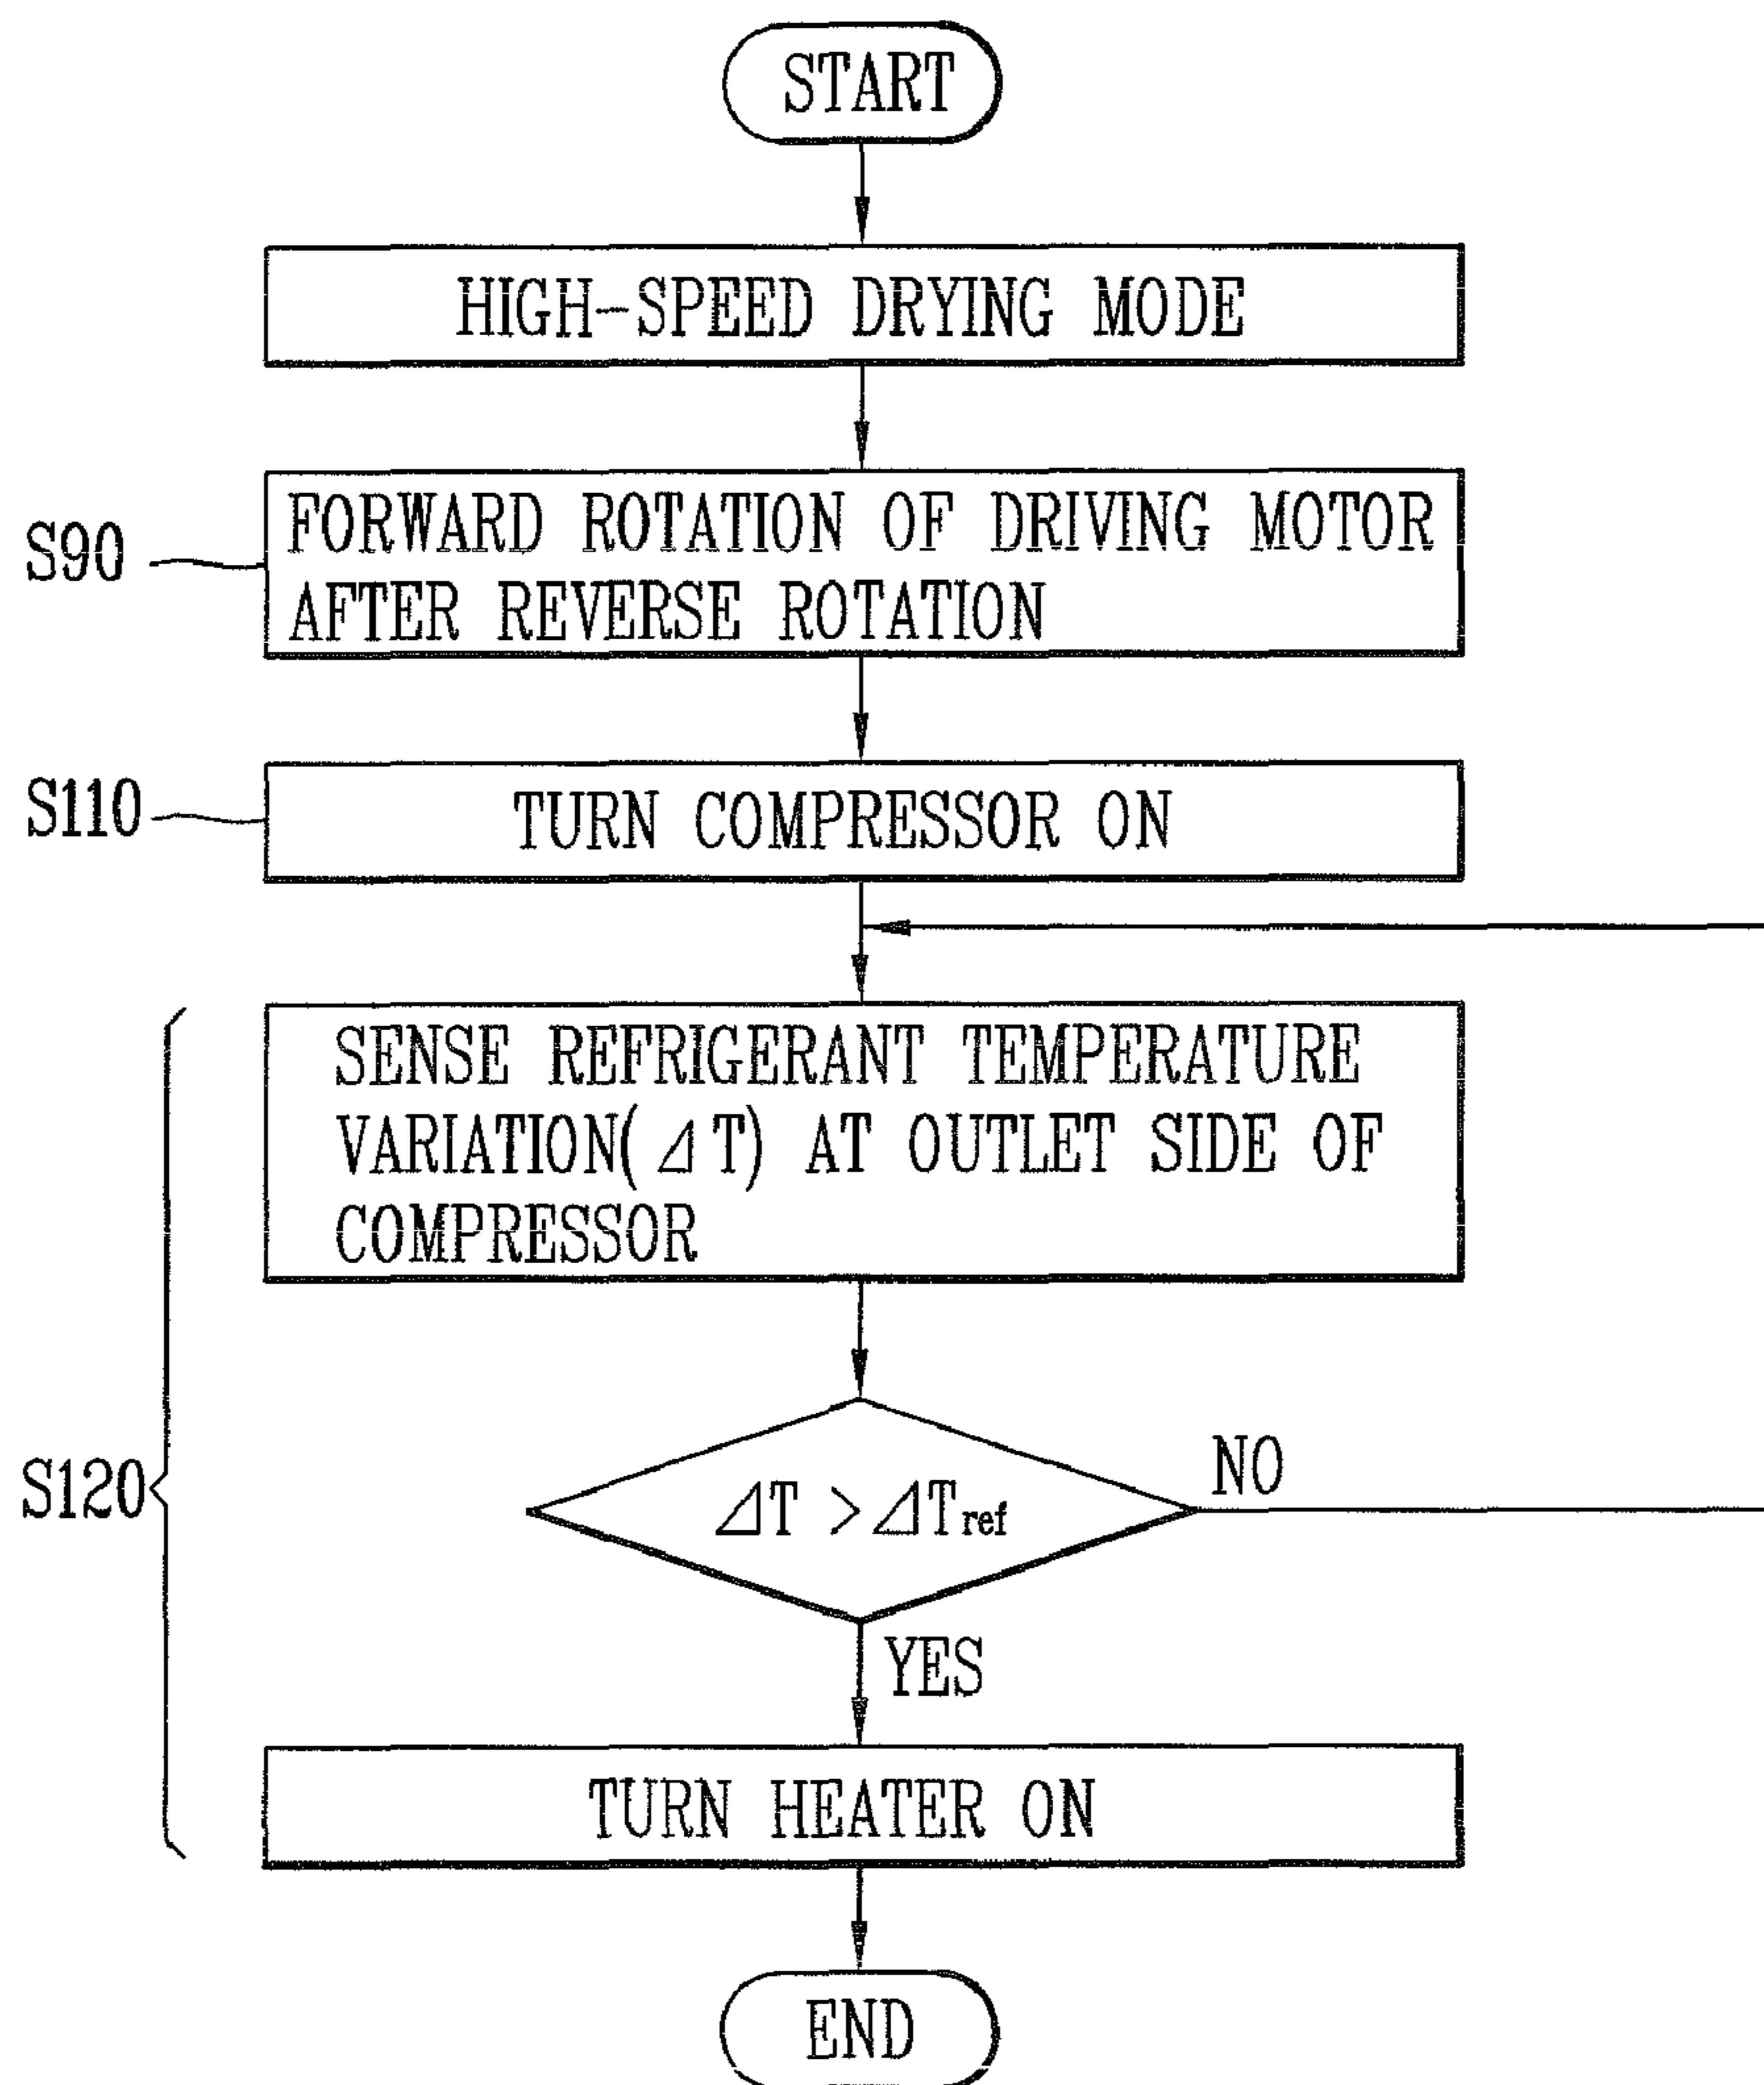 START
HIGH-SPEED DRYING MODE
S90
FORWARD ROTATION OF DRIVING MOTOR
AFTER REVERSE ROTATION
S110
TURN COMPRESSOR ON
SENSE REFRIGERANT TEMPERATURE
VARIATION(⊿T) AT OUTLET SIDE OF
COMPRESSOR
S120
⊿T >⊿Tref
NO
YES
TURN HEATER ON
END